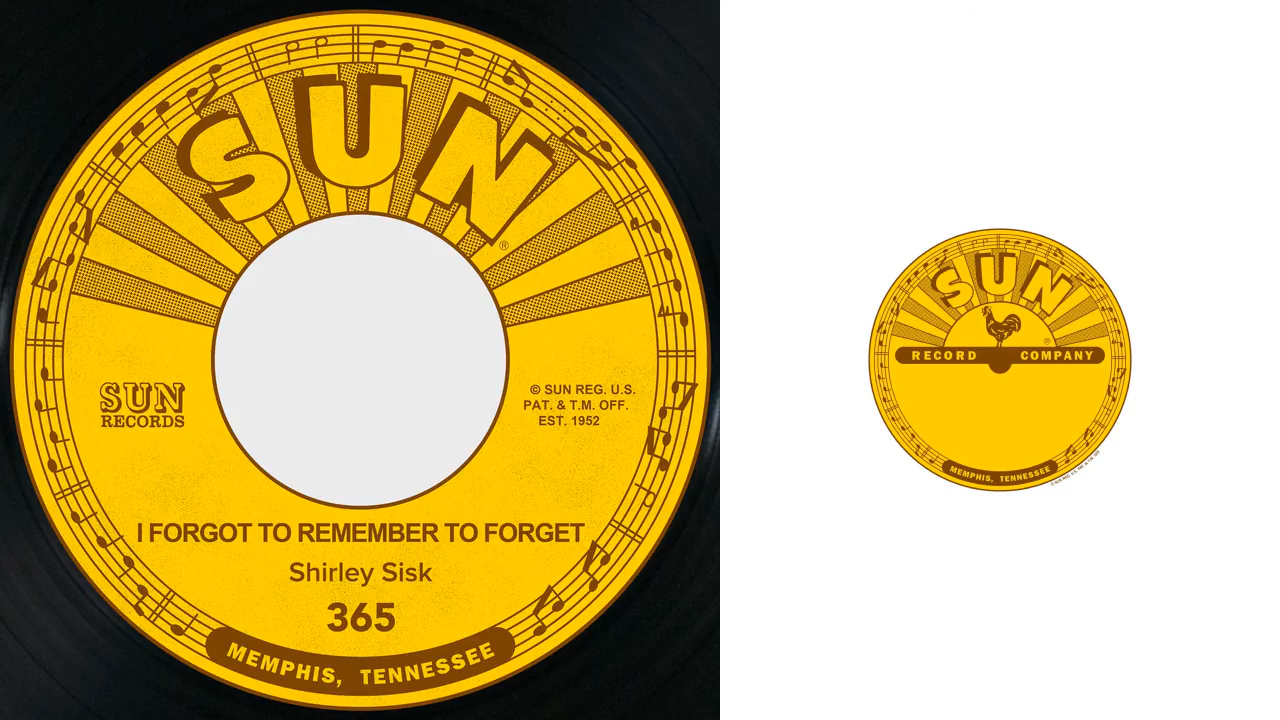 SUN
®
SUN
RECORDS
© SUN REG. U.S.
PAT. & T.M. OFF.
EST. 1952
I FORGOT TO REMEMBER TO FORGET
Shirley Sisk
365
MEMPHIS, TENNESSEE
SUN
®
RECORD COMPANY
MEMPHIS, TENNESSEE